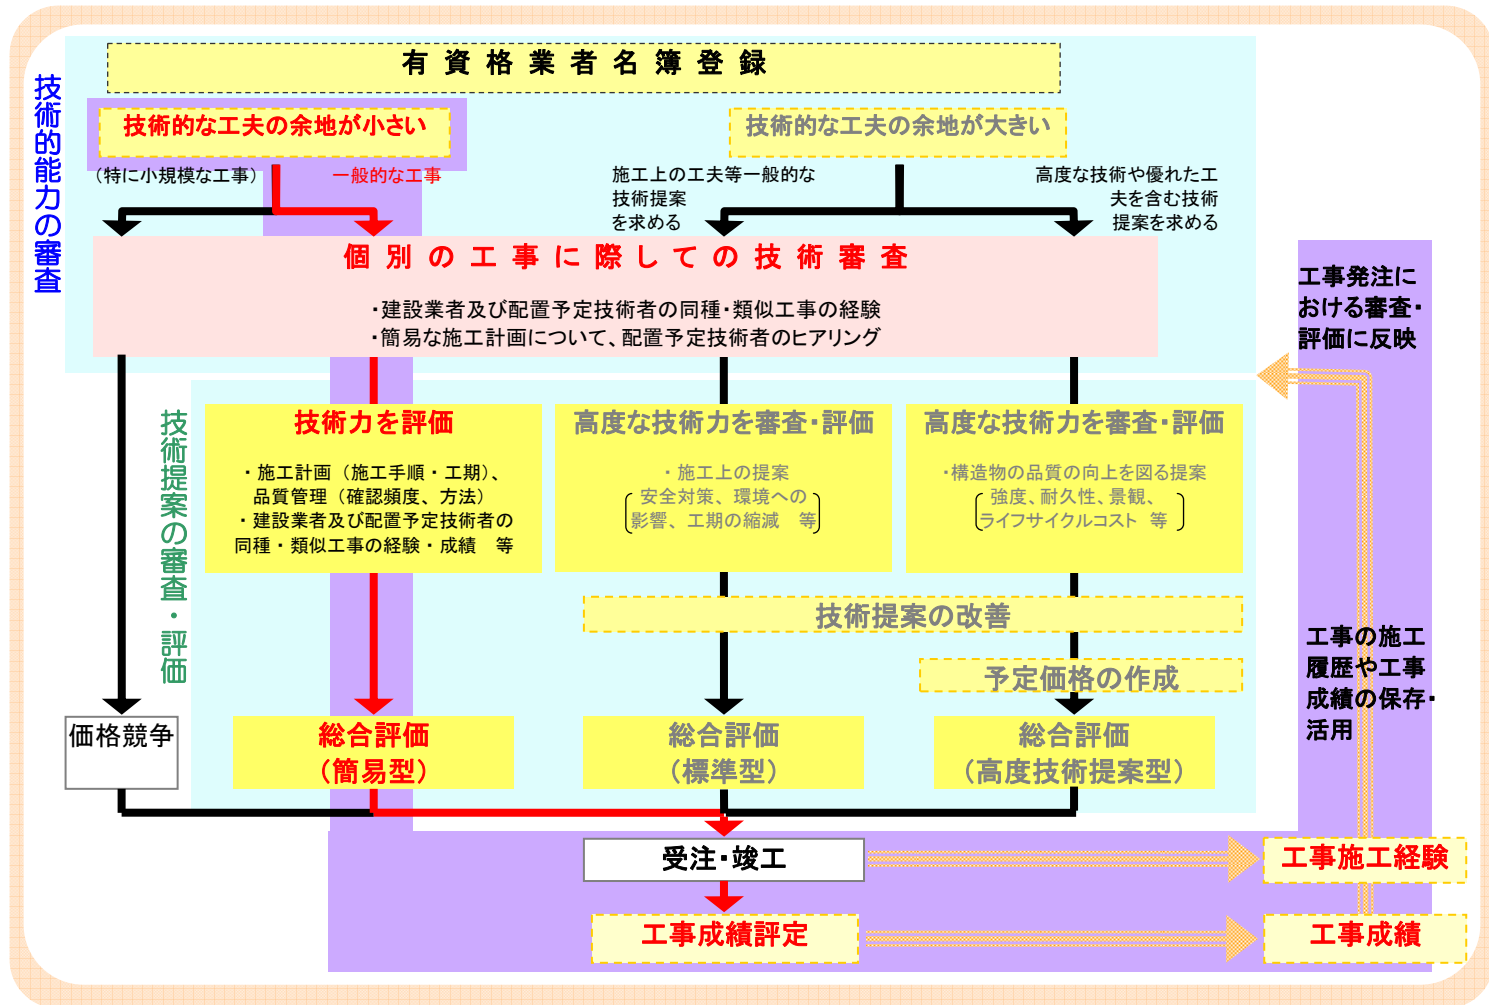 有資格業者名簿登録
技術的能力の審査
技術的な工夫の余地が小さい
技術的な工夫の余地が大きい
（特に小規模な工事）
一般的な工事
施工上の工夫等一般的な
技術提案
を求める
高度な技術や優れた工
夫を含む技術
提案を求める
個別の工事に際しての技術審査
・建設業者及び配置予定技術者の同種・類似工事の経験
・簡易な施工計画について、配置予定技術者のヒアリング
工事発注に
おける審査・
評価に反映
技術提案の審査・評価
技術力を評価
・施工計画（施工手順・工期）、
品質管理（確認頻度、方法）
・建設業者及び配置予定技術者の
同種・類似工事の経験・成績　等
高度な技術力を審査・評価
・施工上の提案
安全対策、環境への
影響、工期の縮減　等
高度な技術力を審査・評価
・構造物の品質の向上を図る提案
強度、耐久性、景観、
ライフサイクルコスト　等
技術提案の改善
予定価格の作成
工事の施工
履歴や工事
成績の保存・
活用
価格競争
総合評価
（簡易型）
総合評価
（標準型）
総合評価
（高度技術提案型）
受注・竣工
工事施工経験
工事成績評定
工事成績